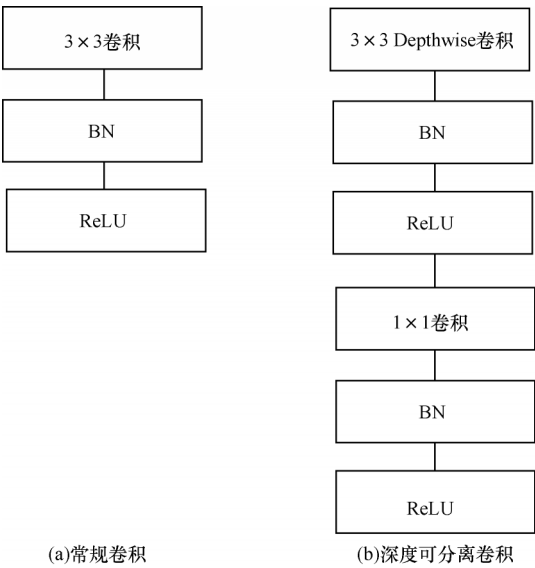 3×3卷积
BN
ReLU
(a)常规卷积
3×3 Depthwise卷积
BN
ReLU
1×1卷积
BN
ReLU
(b)深度可分离卷积